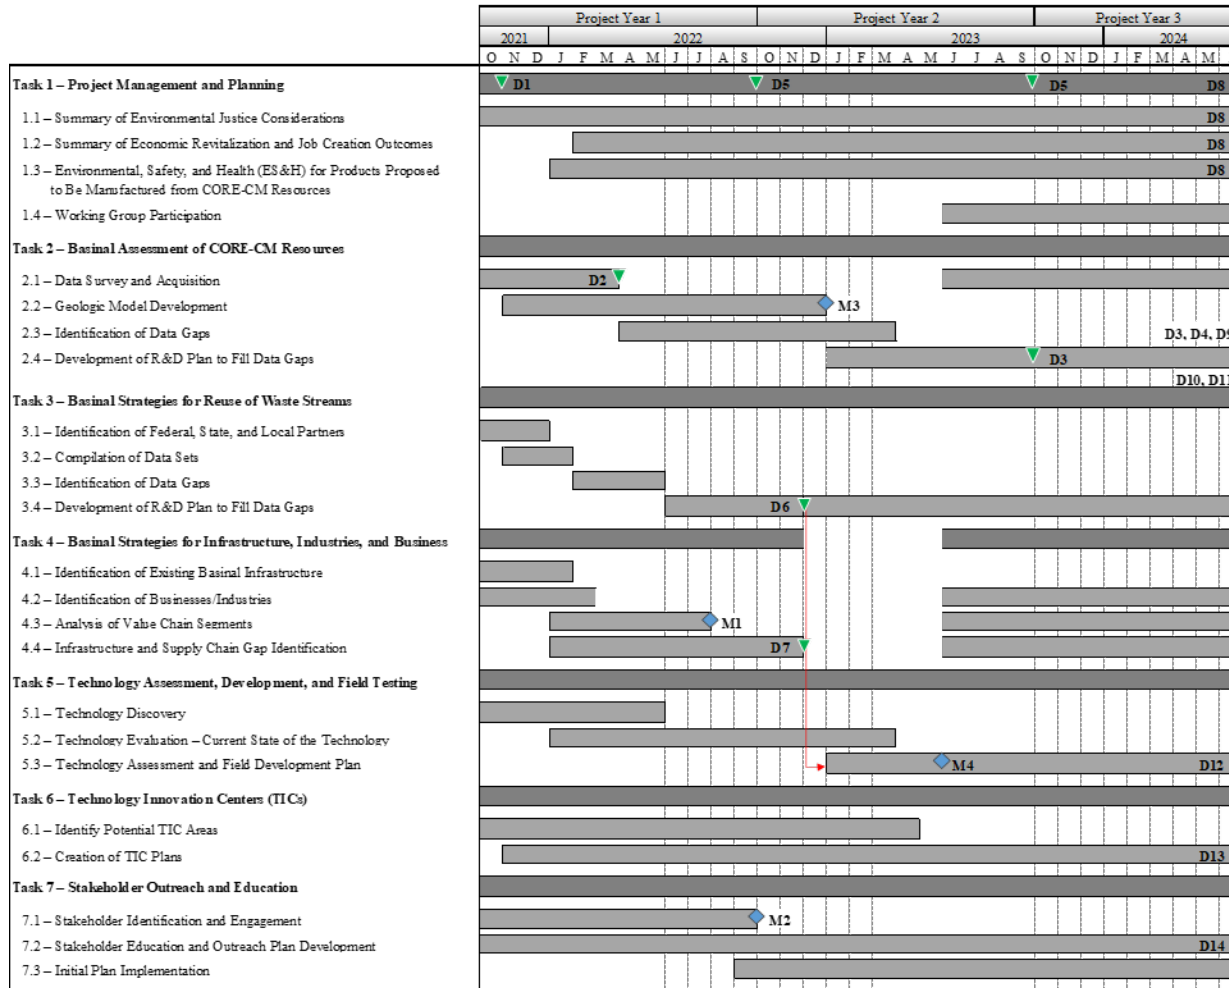 Project Year 1 Project Year 2 Project Year 3
2021 2022 2023 2024
O N D J F M A M J J A S O N D J F M A M J J A S O N D J F M A M
Task 1 – Project Management and Planning D1 D5 D5 D8
1.1 – Summary of Environmental Justice Considerations D8
1.2 – Summary of Economic Revitalization and Job Creation Outcomes D8
1.3 – Environmental, Safety, and Health (ES&H) for Products Proposed D8
to Be Manufactured from CORE-CM Resources
1.4 – Working Group Participation
Task 2 – Basinal Assessment of CORE-CM Resources
2.1 – Data Survey and Acquisition D2
2.2 – Geologic Model Development M3
2.3 – Identification of Data Gaps D3, D4, D9
2.4 – Development of R&D Plan to Fill Data Gaps D3
D10, D11
Task 3 – Basinal Strategies for Reuse of Waste Streams
3.1 – Identification of Federal, State, and Local Partners
3.2 – Compilation of Data Sets
3.3 – Identification of Data Gaps
3.4 – Development of R&D Plan to Fill Data Gaps D6
Task 4 – Basinal Strategies for Infrastructure, Industries, and Business
4.1 – Identification of Existing Basinal Infrastructure
4.2 – Identification of Businesses/Industries
4.3 – Analysis of Value Chain Segments M1
4.4 – Infrastructure and Supply Chain Gap Identification D7
Task 5 – Technology Assessment, Development, and Field Testing
5.1 – Technology Discovery
5.2 – Technology Evaluation – Current State of the Technology
5.3 – Technology Assessment and Field Development Plan M4 D12
Task 6 – Technology Innovation Centers (TICs)
6.1 – Identify Potential TIC Areas
6.2 – Creation of TIC Plans D13
Task 7 – Stakeholder Outreach and Education
7.1 – Stakeholder Identification and Engagement M2
7.2 – Stakeholder Education and Outreach Plan Development D14
7.3 – Initial Plan Implementation